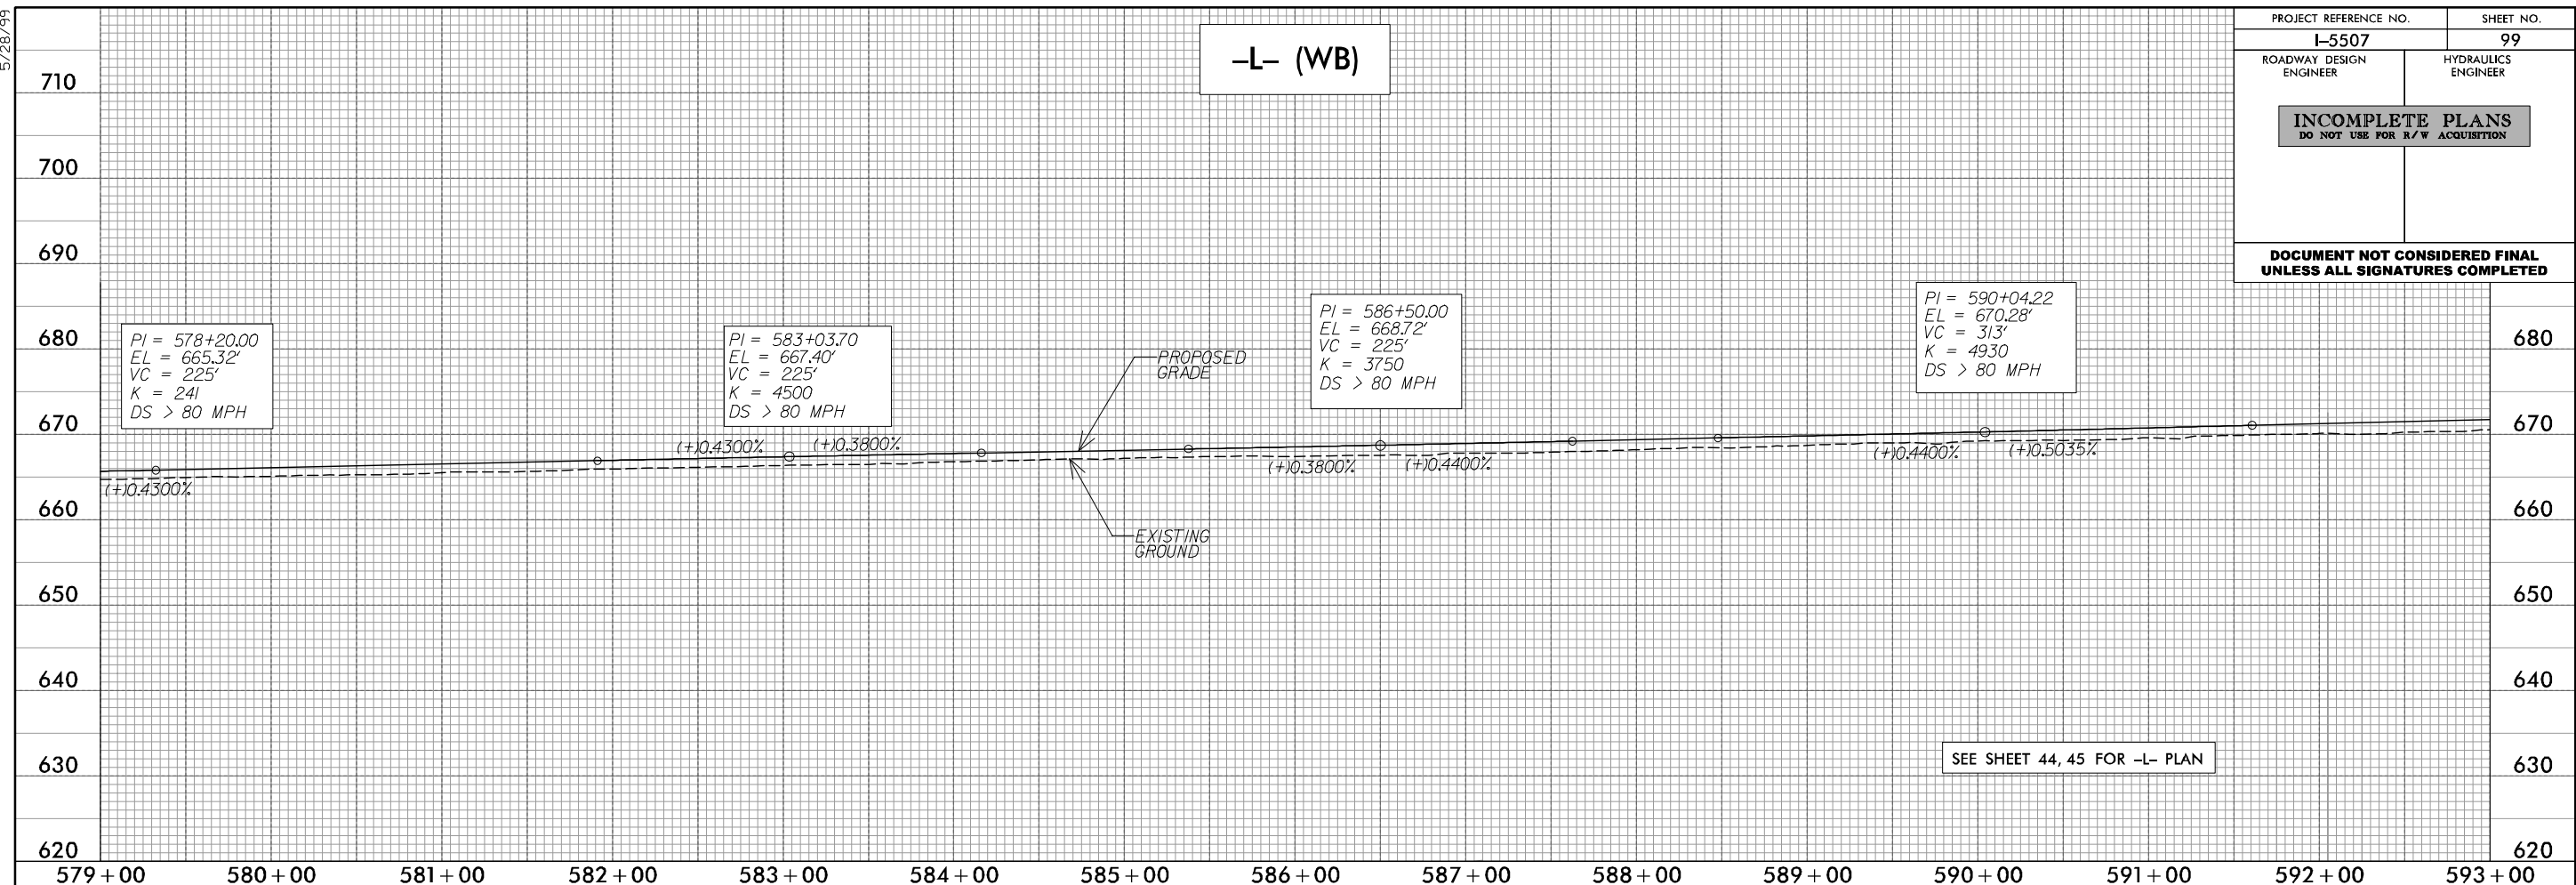 5/28/99
–L– (WB)
PROJECT REFERENCE NO.
SHEET NO.
I–5507
99
ROADWAY DESIGN
ENGINEER
HYDRAULICS
ENGINEER
INCOMPLETE PLANS
DO NOT USE FOR R/W ACQUISITION
DOCUMENT NOT CONSIDERED FINAL
UNLESS ALL SIGNATURES COMPLETED
710
700
690
680
670
660
650
640
630
620
PI = 578+20.00
EL = 665.32'
VC = 225'
K = 241
DS > 80 MPH
PI = 583+03.70
EL = 667.40'
VC = 225'
K = 4500
DS > 80 MPH
PROPOSED
GRADE
PI = 586+50.00
EL = 668.72'
VC = 225'
K = 3750
DS > 80 MPH
PI = 590+04.22
EL = 670.28'
VC = 313'
K = 4930
DS > 80 MPH
(+)0.4300%
(+)0.4300%
(+)0.3800%
(+)0.3800%
(+)0.4400%
(+)0.4400%
(+)0.5035%
EXISTING
GROUND
SEE SHEET 44, 45 FOR –L– PLAN
680
670
660
650
640
630
620
579+00
580+00
581+00
582+00
583+00
584+00
585+00
586+00
587+00
588+00
589+00
590+00
591+00
592+00
593+00